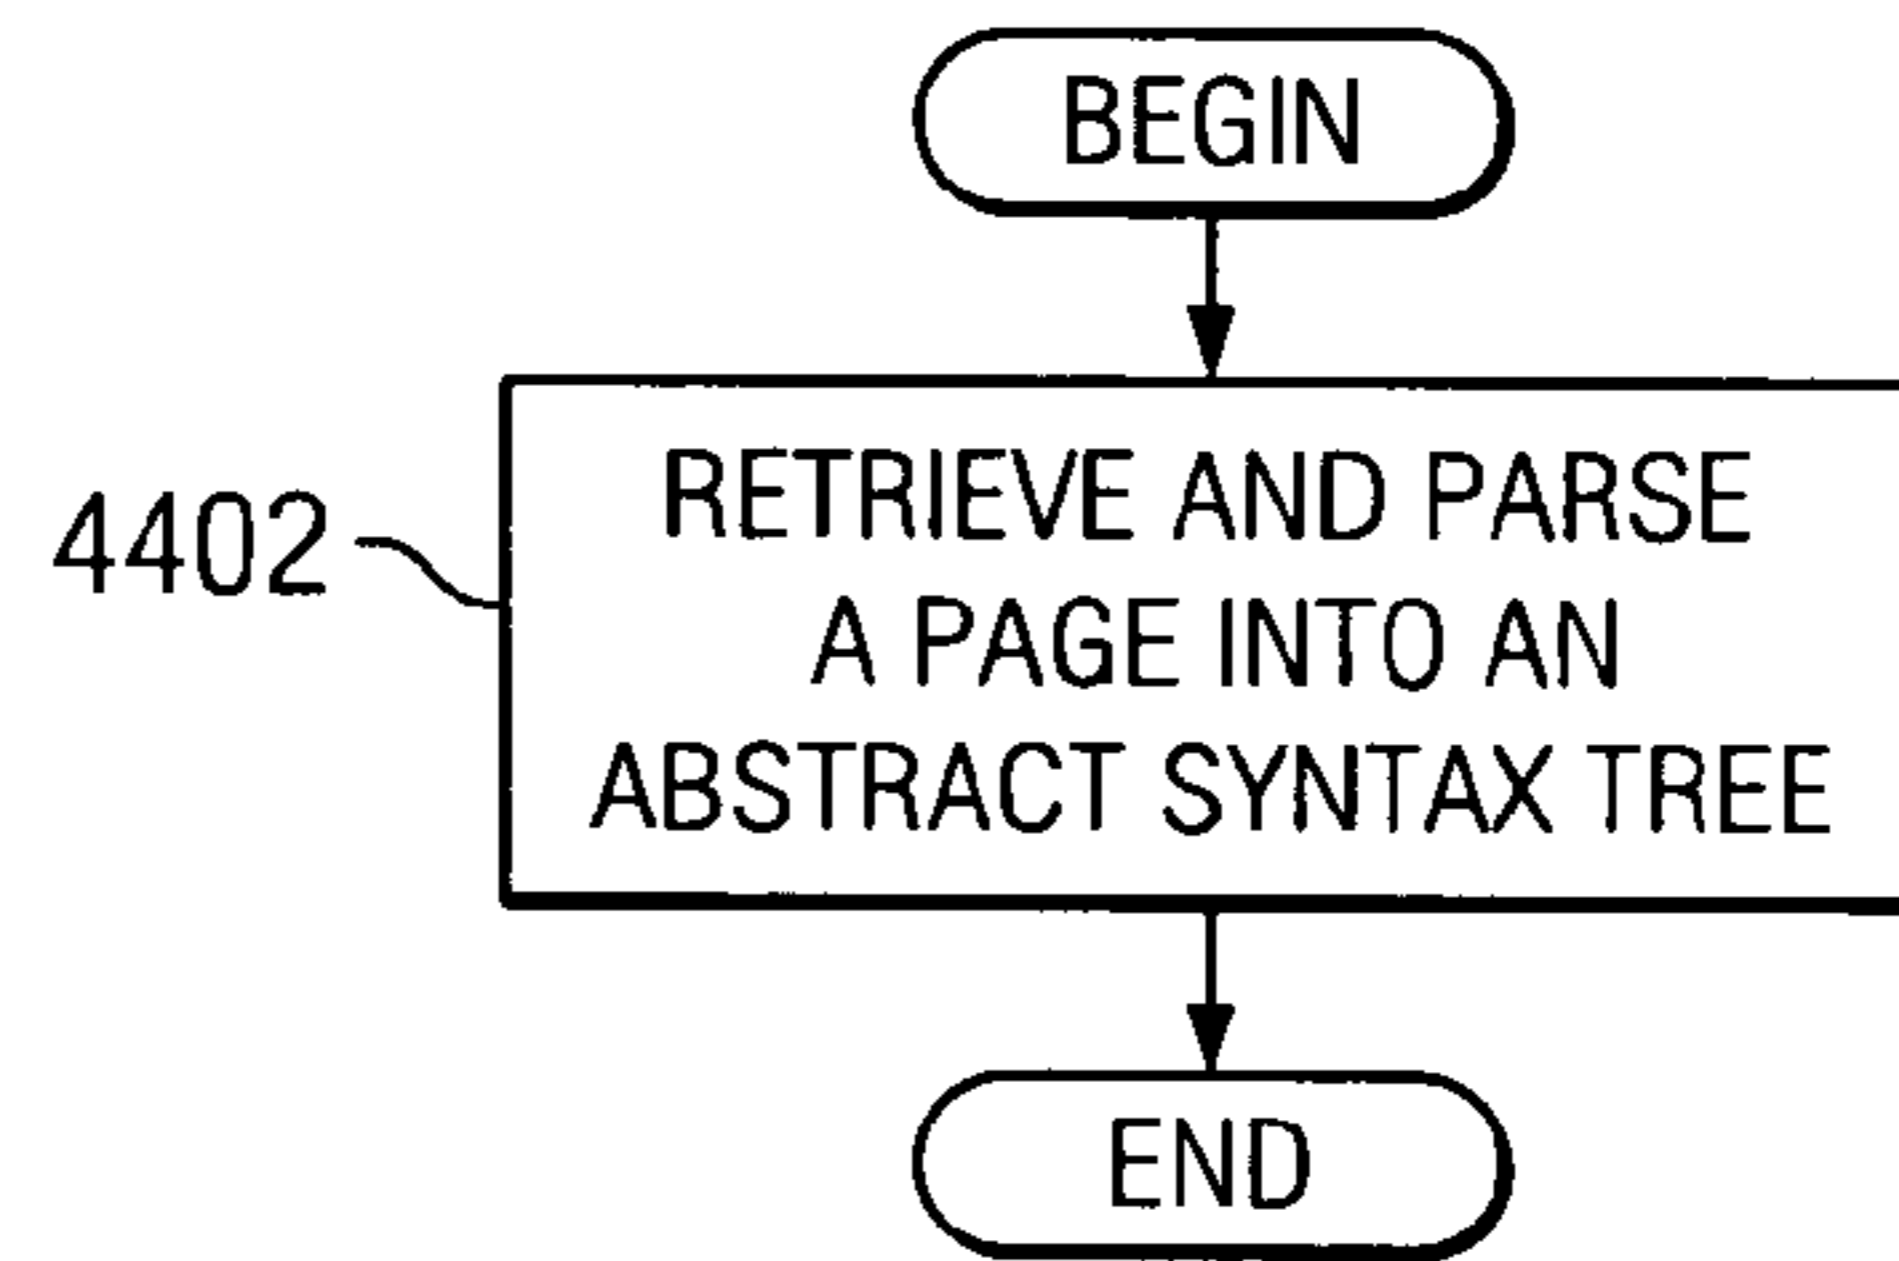 BEGIN
4402
RETRIEVE AND PARSE
A PAGE INTO AN
ABSTRACT SYNTAX TREE
END